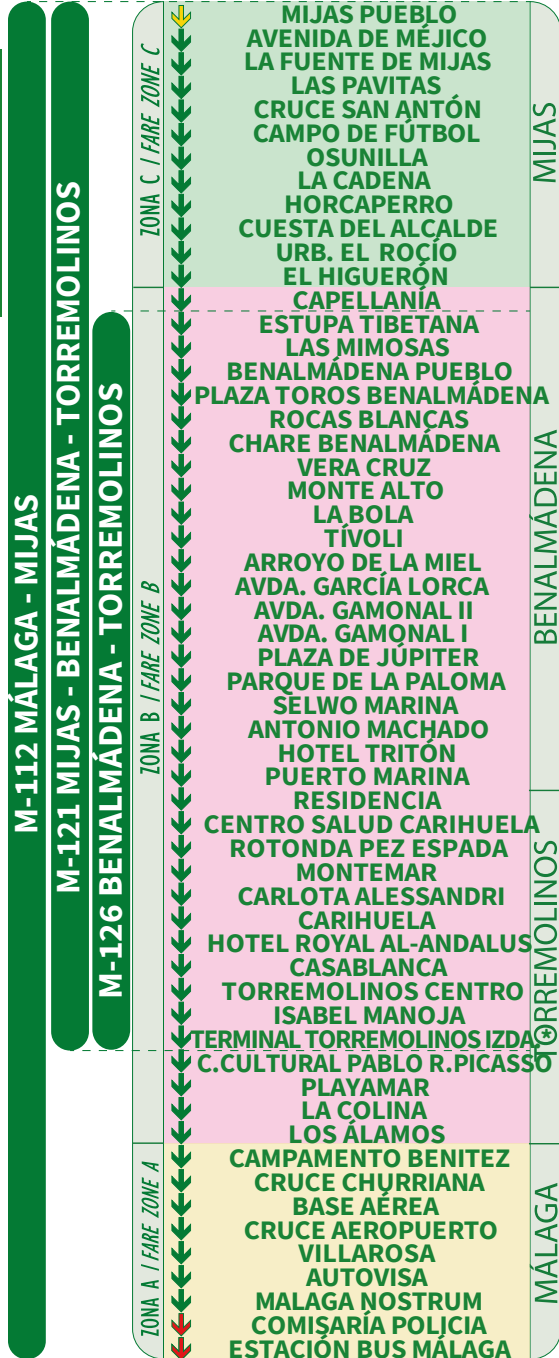 M-112 MÁLAGA - MIJAS
M-121 MIJAS - BENALMÁDENA - TORREMOLINOS
M-126 BENALMÁDENA - TORREMOLINOS
ZONA C / FARE ZONE C
MIJAS PUEBLO
AVENIDA DE MÉJICO
LA FUENTE DE MIJAS
LAS PAVITAS
CRUCE SAN ANTÓN
CAMPO DE FÚTBOL
OSUNILLA
LA CADENA
HORCAPERRO
CUESTA DEL ALCALDE
URB. EL ROCÍO
EL HIGUERÓN
MIJAS
ZONA B / FARE ZONE B
CAPELLANÍA
ESTUPA TIBETANA
LAS MIMOSAS
BENALMÁDENA PUEBLO
PLAZA TOROS BENALMÁDENA
ROCAS BLANCAS
CHARE BENALMÁDENA
VERA CRUZ
MONTE ALTO
LA BOLA
TÍVOLI
ARROYO DE LA MIEL
AVDA. GARCÍA LORCA
AVDA. GAMONAL II
AVDA. GAMONAL I
PLAZA DE JÚPITER
PARQUE DE LA PALOMA
SELWO MARINA
ANTONIO MACHADO
HOTEL TRITÓN
PUERTO MARINA
BENALMÁDENA
RESIDENCIA
CENTRO SALUD CARIHUELA
ROTONDA PEZ ESPADA
MONTEMAR
CARLOTA ALESSANDRI
CARIHUELA
HOTEL ROYAL AL-ANDALUS
CASABLANCA
TORREMOLINOS CENTRO
ISABEL MANOJA
TERMINAL TORREMOLINOS IZDA.*
C.CULTURAL PABLO R.PICASSO
PLAYAMAR
LA COLINA
LOS ÁLAMOS
TORREMOLINOS
ZONA A / FARE ZONE A
CAMPAMENTO BENITEZ
CRUCE CHURRIANA
BASE AÉREA
CRUCE AEROPUERTO
VILLAROSA
AUTOVISA
MALAGA NOSTRUM
COMISARÍA POLICIA
ESTACIÓN BUS MÁLAGA
MÁLAGA